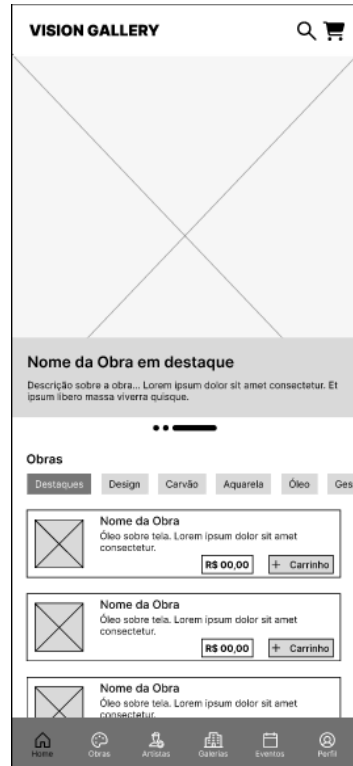 VISION GALLERY
Nome da Obra em destaque
Descrição sobre a obra... Lorem ipsum dolor sit amet consectetur. Et
ipsum libero massa viverra quisque.
Obras
Destaques Design Carvão Aquarela Óleo Ges
Nome da Obra
Óleo sobre tela. Lorem ipsum dolor sit amet
consectetur.
R$ 00,00 + Carrinho
Nome da Obra
Óleo sobre tela. Lorem ipsum dolor sit amet
consectetur.
R$ 00,00 + Carrinho
Nome da Obra
Óleo sobre tela. Lorem ipsum dolor sit amet
consectetur.
Home Obras Artistas Galerias Eventos Perfil